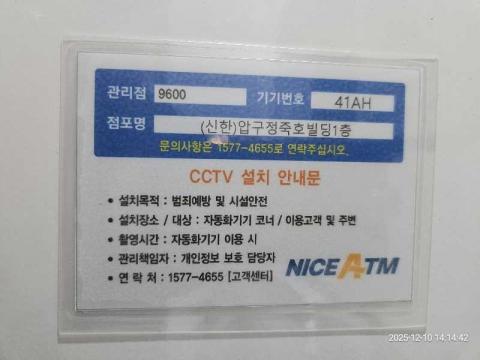 관리점 9600 기기번호 41AH
점포명 (신한)압구정죽호빌딩1층
문의사항은 1577-4655로 연락주십시오.
CCTV 설치 안내문
• 설치목적 : 범죄예방 및 시설안전
• 설치장소 / 대상 : 자동화기기 코너 / 이용고객 및 주변
• 촬영시간 : 자동화기기 이용 시
• 관리책임자 : 개인정보 보호 담당자
• 연 락 처 : 1577-4655 [고객센터]
NICE ATM
2025-12-10 14:14:42